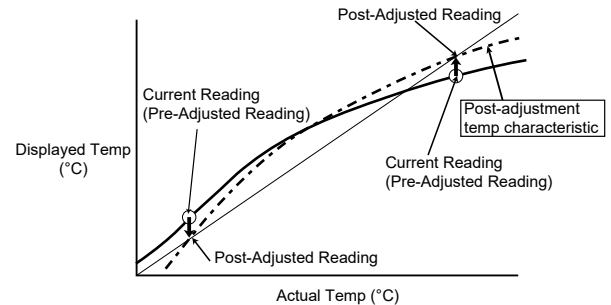 Post-Adjusted Reading
Current Reading
(Pre-Adjusted Reading)
Post-adjustment
temp characteristic
Displayed Temp
(°C)
Current Reading
(Pre-Adjusted Reading)
Post-Adjusted Reading
Actual Temp (°C)